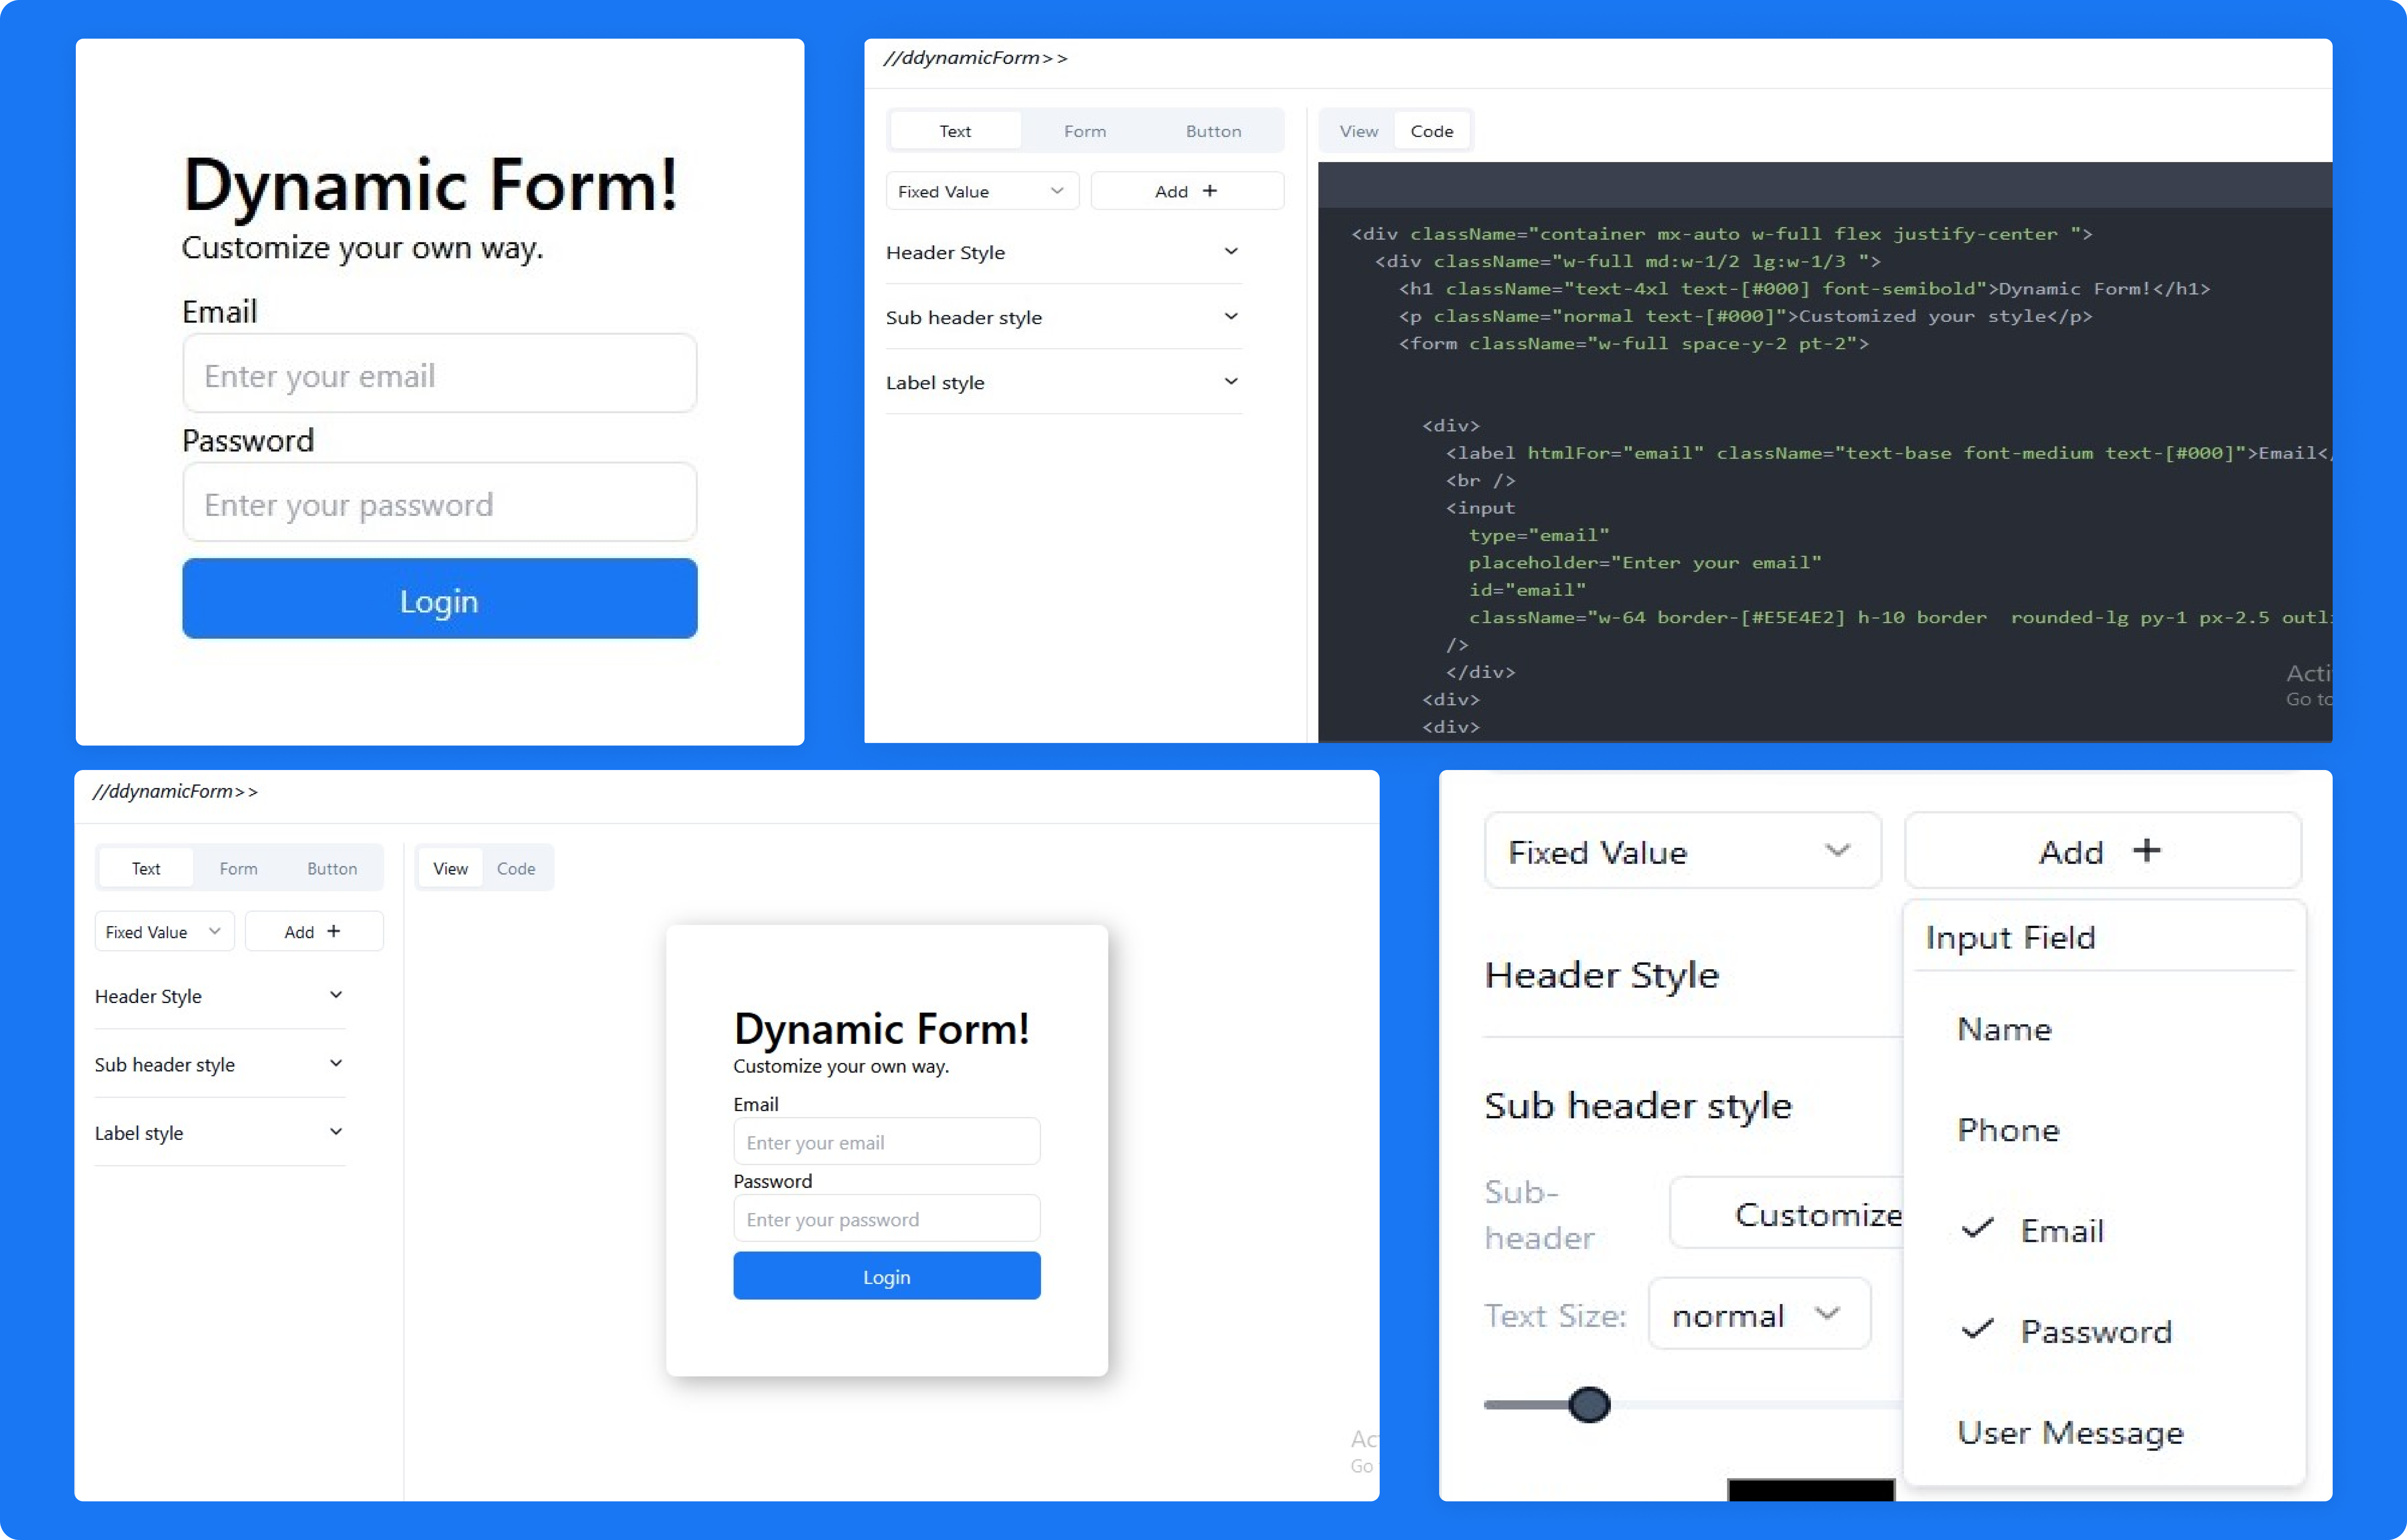 Dynamic Form!
Customize your own way.
Email
Enter your email
Password
Enter your password
Login
//ddynamicForm>>
Text Form Button
Fixed Value Add +
Header Style
Sub header style
Label style
View Code
<div className="container mx-auto w-full flex justify-center ">
<div className="w-full md:w-1/2 lg:w-1/3 ">
<h1 className="text-4xl text-[#000] font-semibold">Dynamic Form!</h1>
<p className="normal text-[#000]">Customized your style</p>
<form className="w-full space-y-2 pt-2">
<div>
<label htmlFor="email" className="text-base font-medium text-[#000]">Email</
<br />
<input
type="email"
placeholder="Enter your email"
id="email"
className="w-64 border-[#E5E4E2] h-10 border  rounded-lg py-1 px-2.5 outli
/>
</div>
<div>
<div>
Acti
Go to
//ddynamicForm>>
Text Form Button
Fixed Value Add +
Header Style
Sub header style
Label style
View Code
Dynamic Form!
Customize your own way.
Email
Enter your email
Password
Enter your password
Login
Ac
Go
Fixed Value Add +
Header Style
Sub header style
Sub-
header
Customize
Text Size: normal
Input Field
Name
Phone
Email
Password
User Message